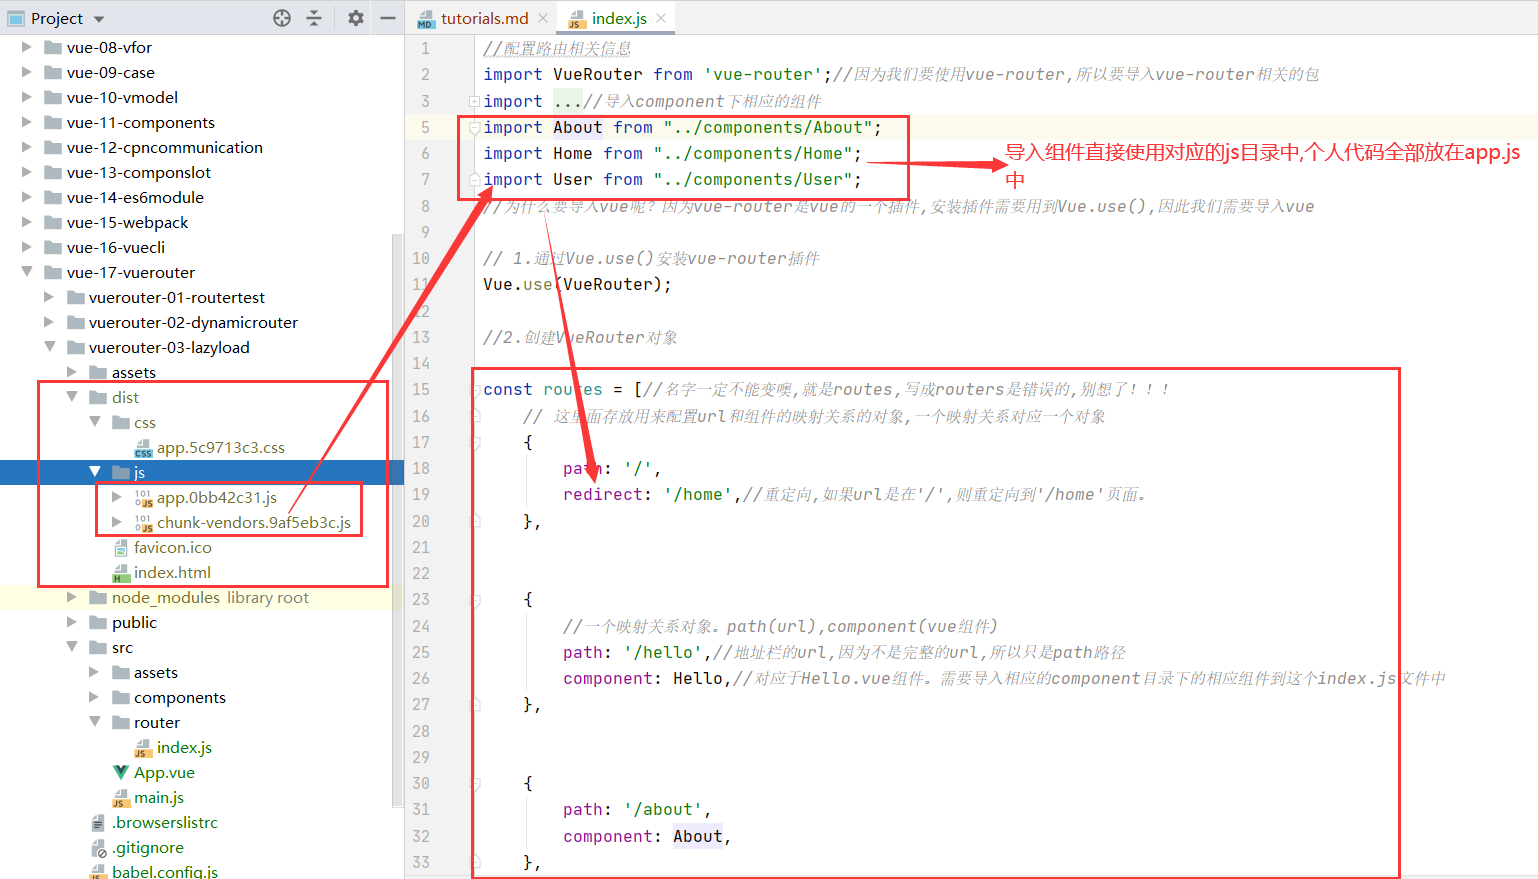 Project
vue-08-vfor
vue-09-case
vue-10-vmodel
vue-11-components
vue-12-cpncommunication
vue-13-componslot
vue-14-es6module
vue-15-webpack
vue-16-vuecli
vue-17-vuerouter
vuerouter-01-routertest
vuerouter-02-dynamicrouter
vuerouter-03-lazyload
assets
dist
css
app.5c9713c3.css
js
app.0bb42c31.js
chunk-vendors.9af5eb3c.js
favicon.ico
index.html
node_modules library root
public
src
assets
components
router
index.js
App.vue
main.js
.browserslistrc
.gitignore
babel.config.js
tutorials.md
index.js
1 //配置路由相关信息
2 import VueRouter from 'vue-router';//因为我们要使用vue-router,所以要导入vue-router相关的包
3 import ...//导入component下相应的组件
5 import About from "../components/About";
6 import Home from "../components/Home";
7 import User from "../components/User";
导入组件直接使用对应的js目录中,个人代码全部放在app.js
中
8 //为什么要导入vue呢? 因为vue-router是vue的一个插件,安装插件需要用到Vue.use(),因此我们需要导入vue
9
10 // 1.通过Vue.use()安装vue-router插件
11 Vue.use(VueRouter);
12
13 //2.创建VueRouter对象
14
15 const routes = [//名字一定不能变噢,就是routes,写成routers是错误的,别想了!!!
16 // 这里面存放用来配置url和组件的映射关系的对象,一个映射关系对应一个对象
17 {
18 path: '/',
19 redirect: '/home',//重定向,如果url是在'/',则重定向到'/home'页面。
20 },
21
22
23 {
24 //一个映射关系对象。path(url),component(vue组件)
25 path: '/hello',//地址栏的url,因为不是完整的url,所以只是path路径
26 component: Hello,//对应于Hello.vue组件。需要导入相应的component目录下的相应组件到这个index.js文件中
27 },
28
29
30 {
31 path: '/about',
32 component: About,
33 },